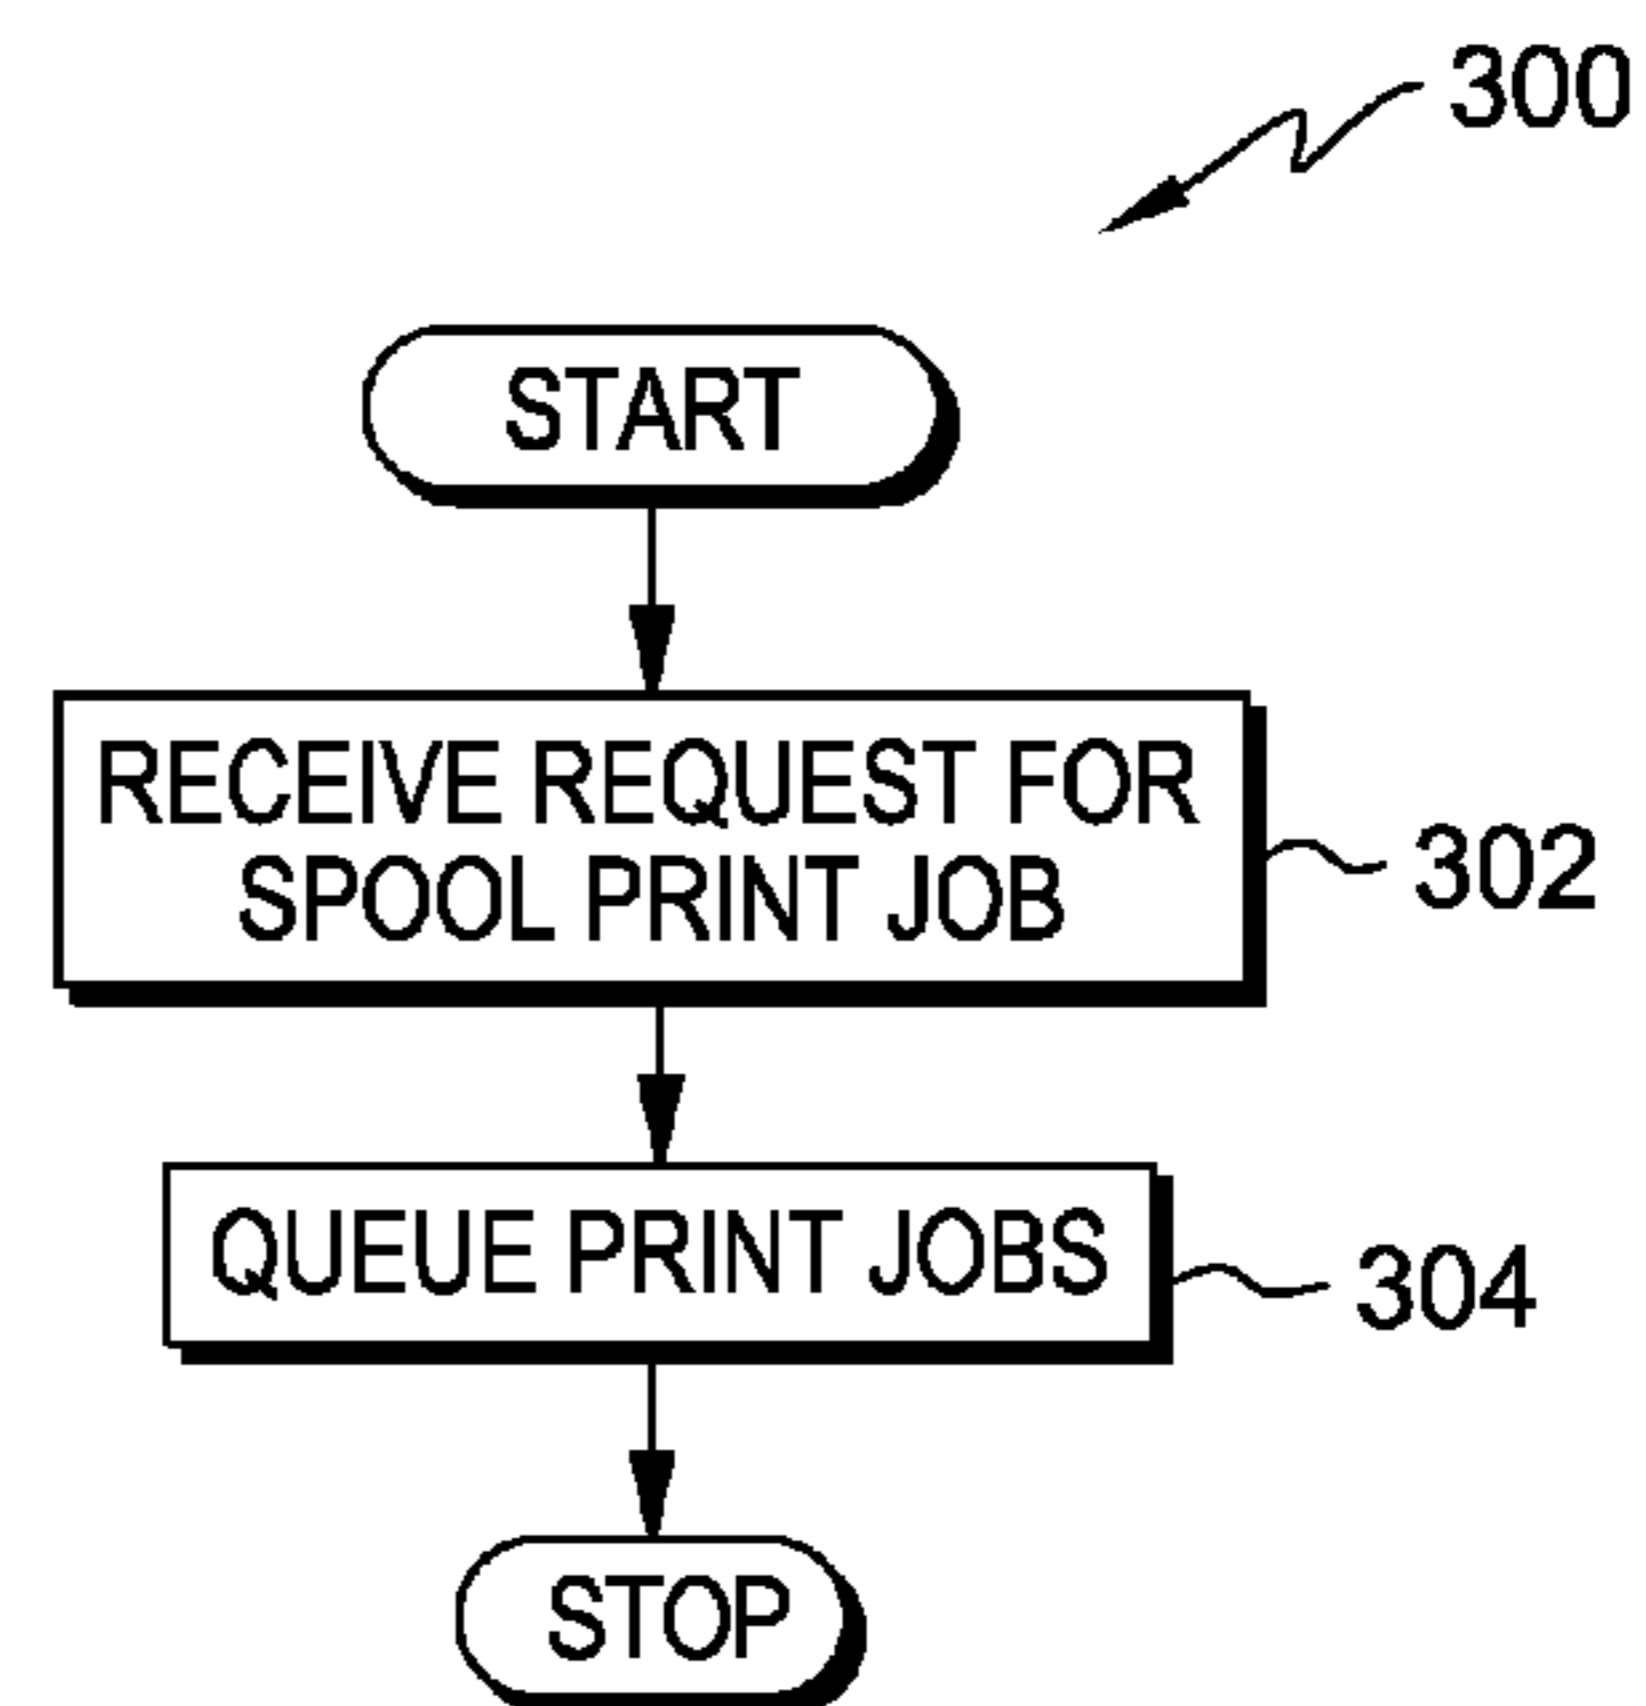 300
START
RECEIVE REQUEST FOR
SPOOL PRINT JOB
302
QUEUE PRINT JOBS
304
STOP